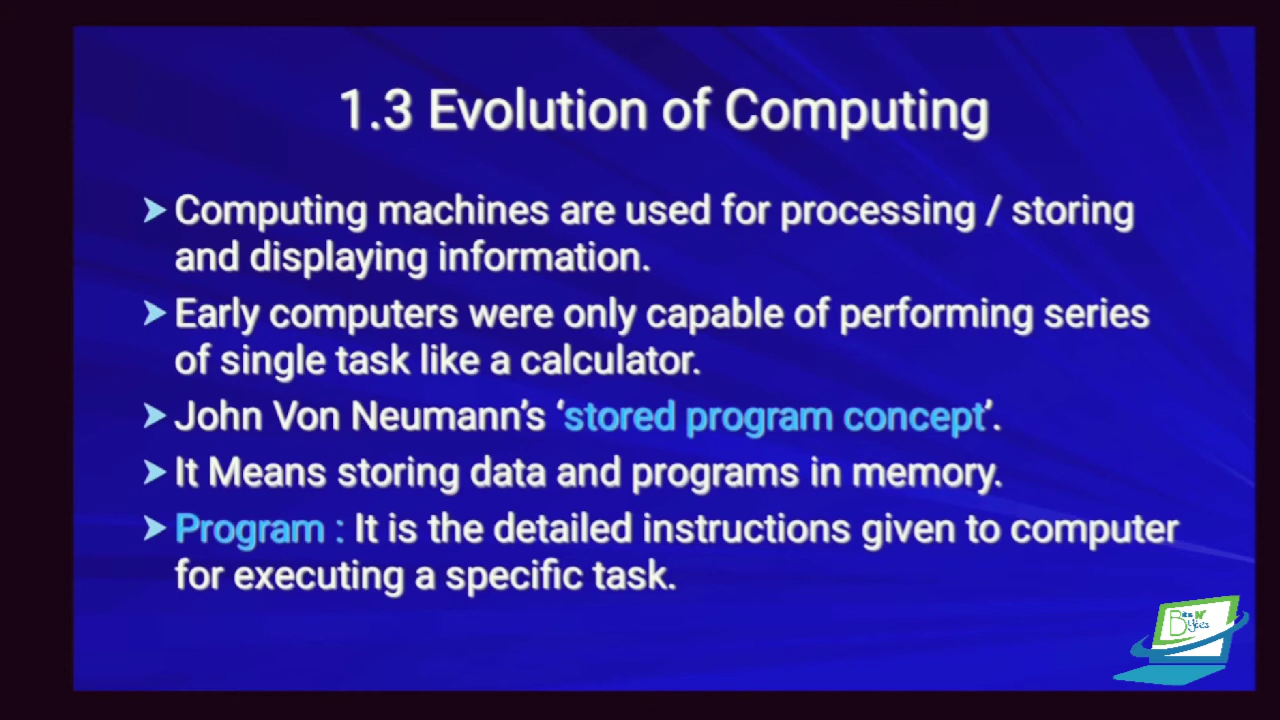 1.3 Evolution of Computing
➤ Computing machines are used for processing / storing
and displaying information.
➤ Early computers were only capable of performing series
of single task like a calculator.
➤ John Von Neumann’s ‘stored program concept’.
➤ It Means storing data and programs in memory.
➤ Program : It is the detailed instructions given to computer
for executing a specific task.
Bits N'
Bytes